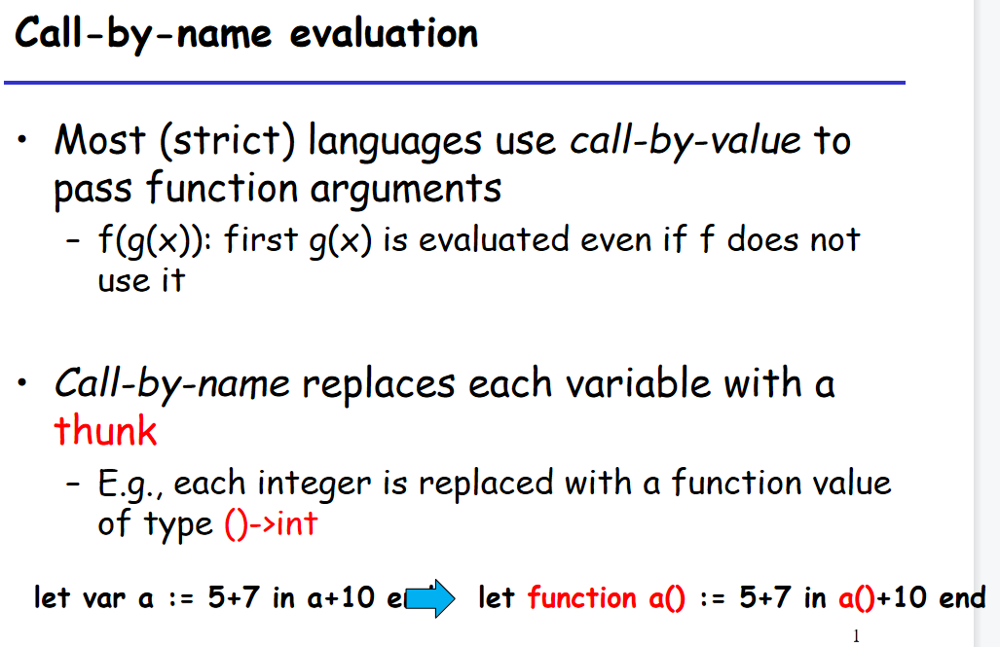 Call-by-name evaluation
• Most (strict) languages use call-by-value to
pass function arguments
– f(g(x)): first g(x) is evaluated even if f does not
use it
• Call-by-name replaces each variable with a
thunk
– E.g., each integer is replaced with a function value
of type ()->int
let var a := 5+7 in a+10 let function a() := 5+7 in a()+10 end
1